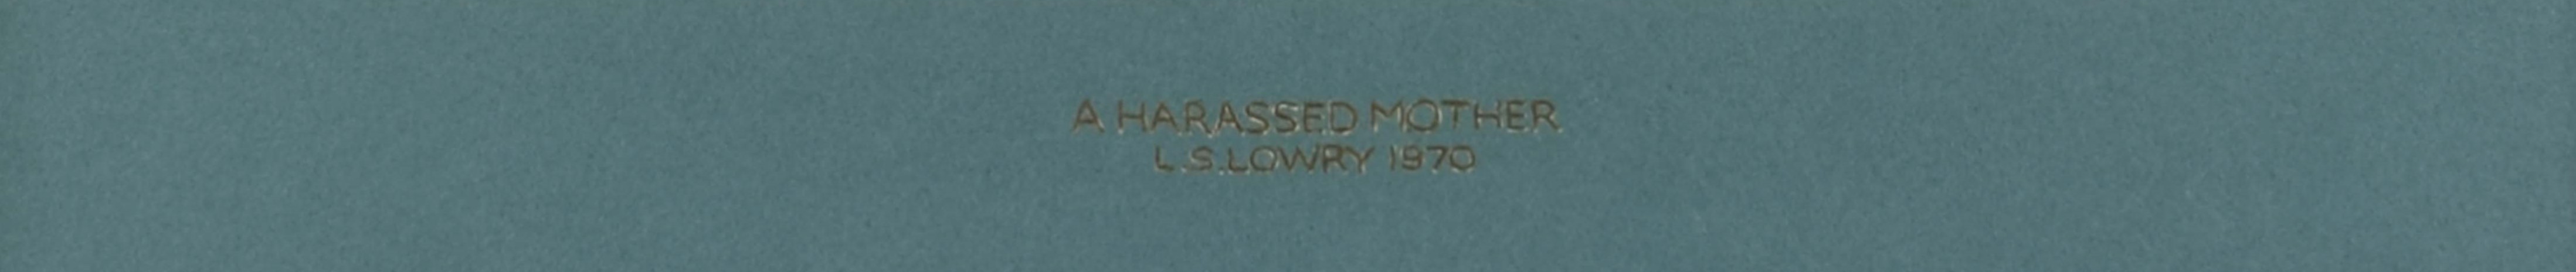 A HARASSED MOTHER
L.S.LOWRY 1970